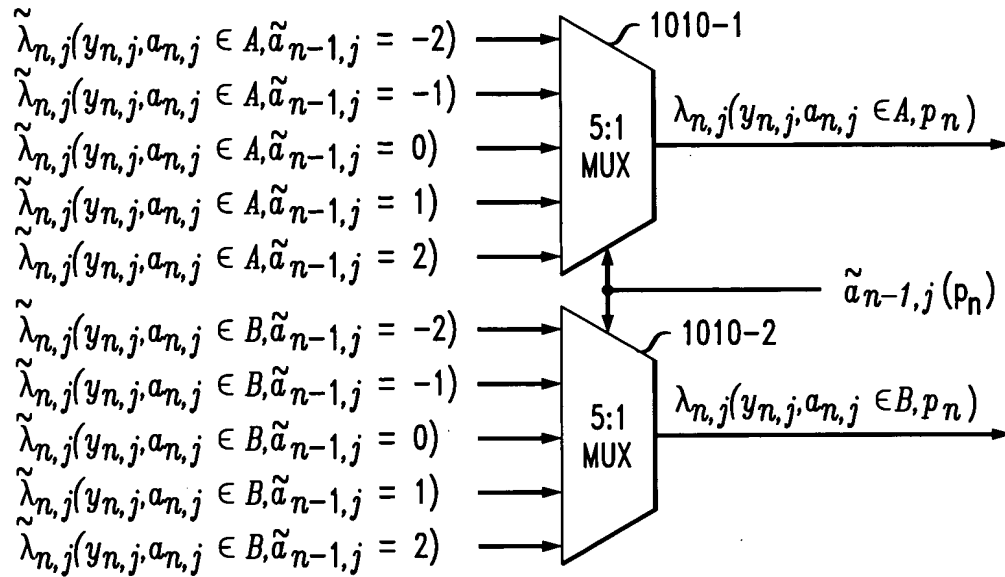 λ̃n,j(yn,j,an,j ∈ A,ãn−1,j = -2)
λ̃n,j(yn,j,an,j ∈ A,ãn−1,j = -1)
λ̃n,j(yn,j,an,j ∈ A,ãn−1,j = 0)
λ̃n,j(yn,j,an,j ∈ A,ãn−1,j = 1)
λ̃n,j(yn,j,an,j ∈ A,ãn−1,j = 2)
5:1
MUX
1010-1
λn,j(yn,j,an,j ∈A,pn)
ãn-1,j(pn)
λ̃n,j(yn,j,an,j ∈ B,ãn−1,j = -2)
λ̃n,j(yn,j,an,j ∈ B,ãn−1,j = -1)
λ̃n,j(yn,j,an,j ∈ B,ãn−1,j = 0)
λ̃n,j(yn,j,an,j ∈ B,ãn−1,j = 1)
λ̃n,j(yn,j,an,j ∈ B,ãn−1,j = 2)
5:1
MUX
1010-2
λn,j(yn,j,an,j ∈B,pn)